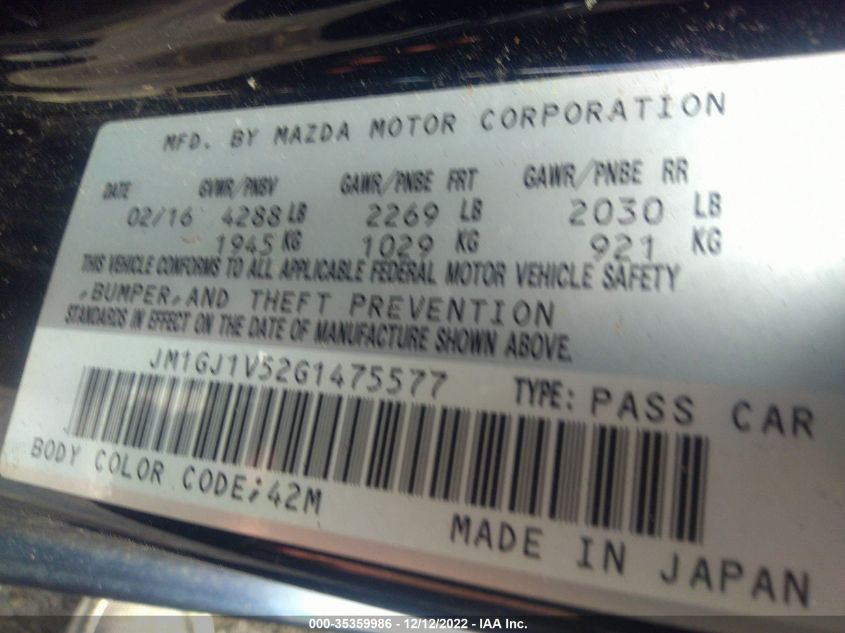 MFD. BY MAZDA MOTOR CORPORATION
DATE GVWR/PNBV GAWR/PNBE FRT GAWR/PNBE RR
02/16 4288 LB 2269 LB 2030 LB
1945 KG 1029 KG 921 KG
THIS VEHICLE CONFORMS TO ALL APPLICABLE FEDERAL MOTOR VEHICLE SAFETY
,BUMPER,AND THEFT PREVENTION
STANDARDS IN EFFECT ON THE DATE OF MANUFACTURE SHOWN ABOVE.
JM1GJ1V52G1475577 TYPE: PASS CAR
BODY COLOR CODE;42M
MADE IN JAPAN
000-35359986 - 12/12/2022 - IAA Inc.